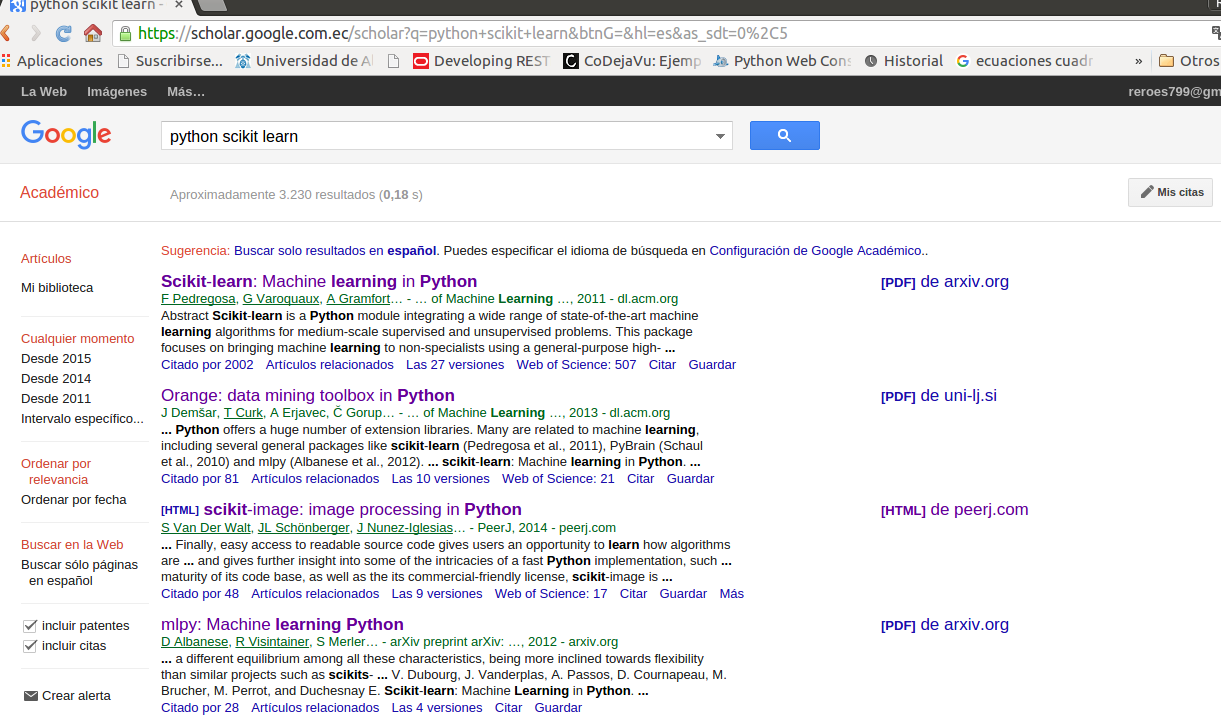 python scikit learn - ×
https://scholar.google.com.ec/scholar?q=python+scikit+learn&btnG=&hl=es&as_sdt=0%2C5
Aplicaciones Suscribirse... Universidad de Al Developing REST CoDejaVu: Ejemp Python Web Cons Historial ecuaciones cuadr » Otros
La Web Imágenes Más... reroes799@gm
Google python scikit learn
Académico Aproximadamente 3.230 resultados (0,18 s) Mis citas
Artículos
Mi biblioteca
Cualquier momento
Desde 2015
Desde 2014
Desde 2011
Intervalo específico...
Ordenar por
relevancia
Ordenar por fecha
Buscar en la Web
Buscar sólo páginas
en español
incluir patentes
incluir citas
Crear alerta
Sugerencia: Buscar solo resultados en español. Puedes especificar el idioma de búsqueda en Configuración de Google Académico..
Scikit-learn: Machine learning in Python [PDF] de arxiv.org
F Pedregosa, G Varoquaux, A Gramfort… - … of Machine Learning …, 2011 - dl.acm.org
Abstract Scikit-learn is a Python module integrating a wide range of state-of-the-art machine
learning algorithms for medium-scale supervised and unsupervised problems. This package
focuses on bringing machine learning to non-specialists using a general-purpose high- ...
Citado por 2002 Artículos relacionados Las 27 versiones Web of Science: 507 Citar Guardar
Orange: data mining toolbox in Python [PDF] de uni-lj.si
J Demšar, T Curk, A Erjavec, Č Gorup… - … of Machine Learning …, 2013 - dl.acm.org
... Python offers a huge number of extension libraries. Many are related to machine learning,
including several general packages like scikit-learn (Pedregosa et al., 2011), PyBrain (Schaul
et al., 2010) and mlpy (Albanese et al., 2012). ... scikit-learn: Machine learning in Python. ...
Citado por 81 Artículos relacionados Las 10 versiones Web of Science: 21 Citar Guardar
[HTML] scikit-image: image processing in Python [HTML] de peerj.com
S Van Der Walt, JL Schönberger, J Nunez-Iglesias… - PeerJ, 2014 - peerj.com
... Finally, easy access to readable source code gives users an opportunity to learn how algorithms
are ... and gives further insight into some of the intricacies of a fast Python implementation, such ...
maturity of its code base, as well as the its commercial-friendly license, scikit-image is ...
Citado por 48 Artículos relacionados Las 9 versiones Web of Science: 17 Citar Guardar Más
mlpy: Machine learning Python [PDF] de arxiv.org
D Albanese, R Visintainer, S Merler… - arXiv preprint arXiv: …, 2012 - arxiv.org
... a different equilibrium among all these characteristics, being more inclined towards flexibility
than similar projects such as scikits- ... V. Dubourg, J. Vanderplas, A. Passos, D. Cournapeau, M.
Brucher, M. Perrot, and Duchesnay E. Scikit-learn: Machine Learning in Python. ...
Citado por 28 Artículos relacionados Las 4 versiones Citar Guardar